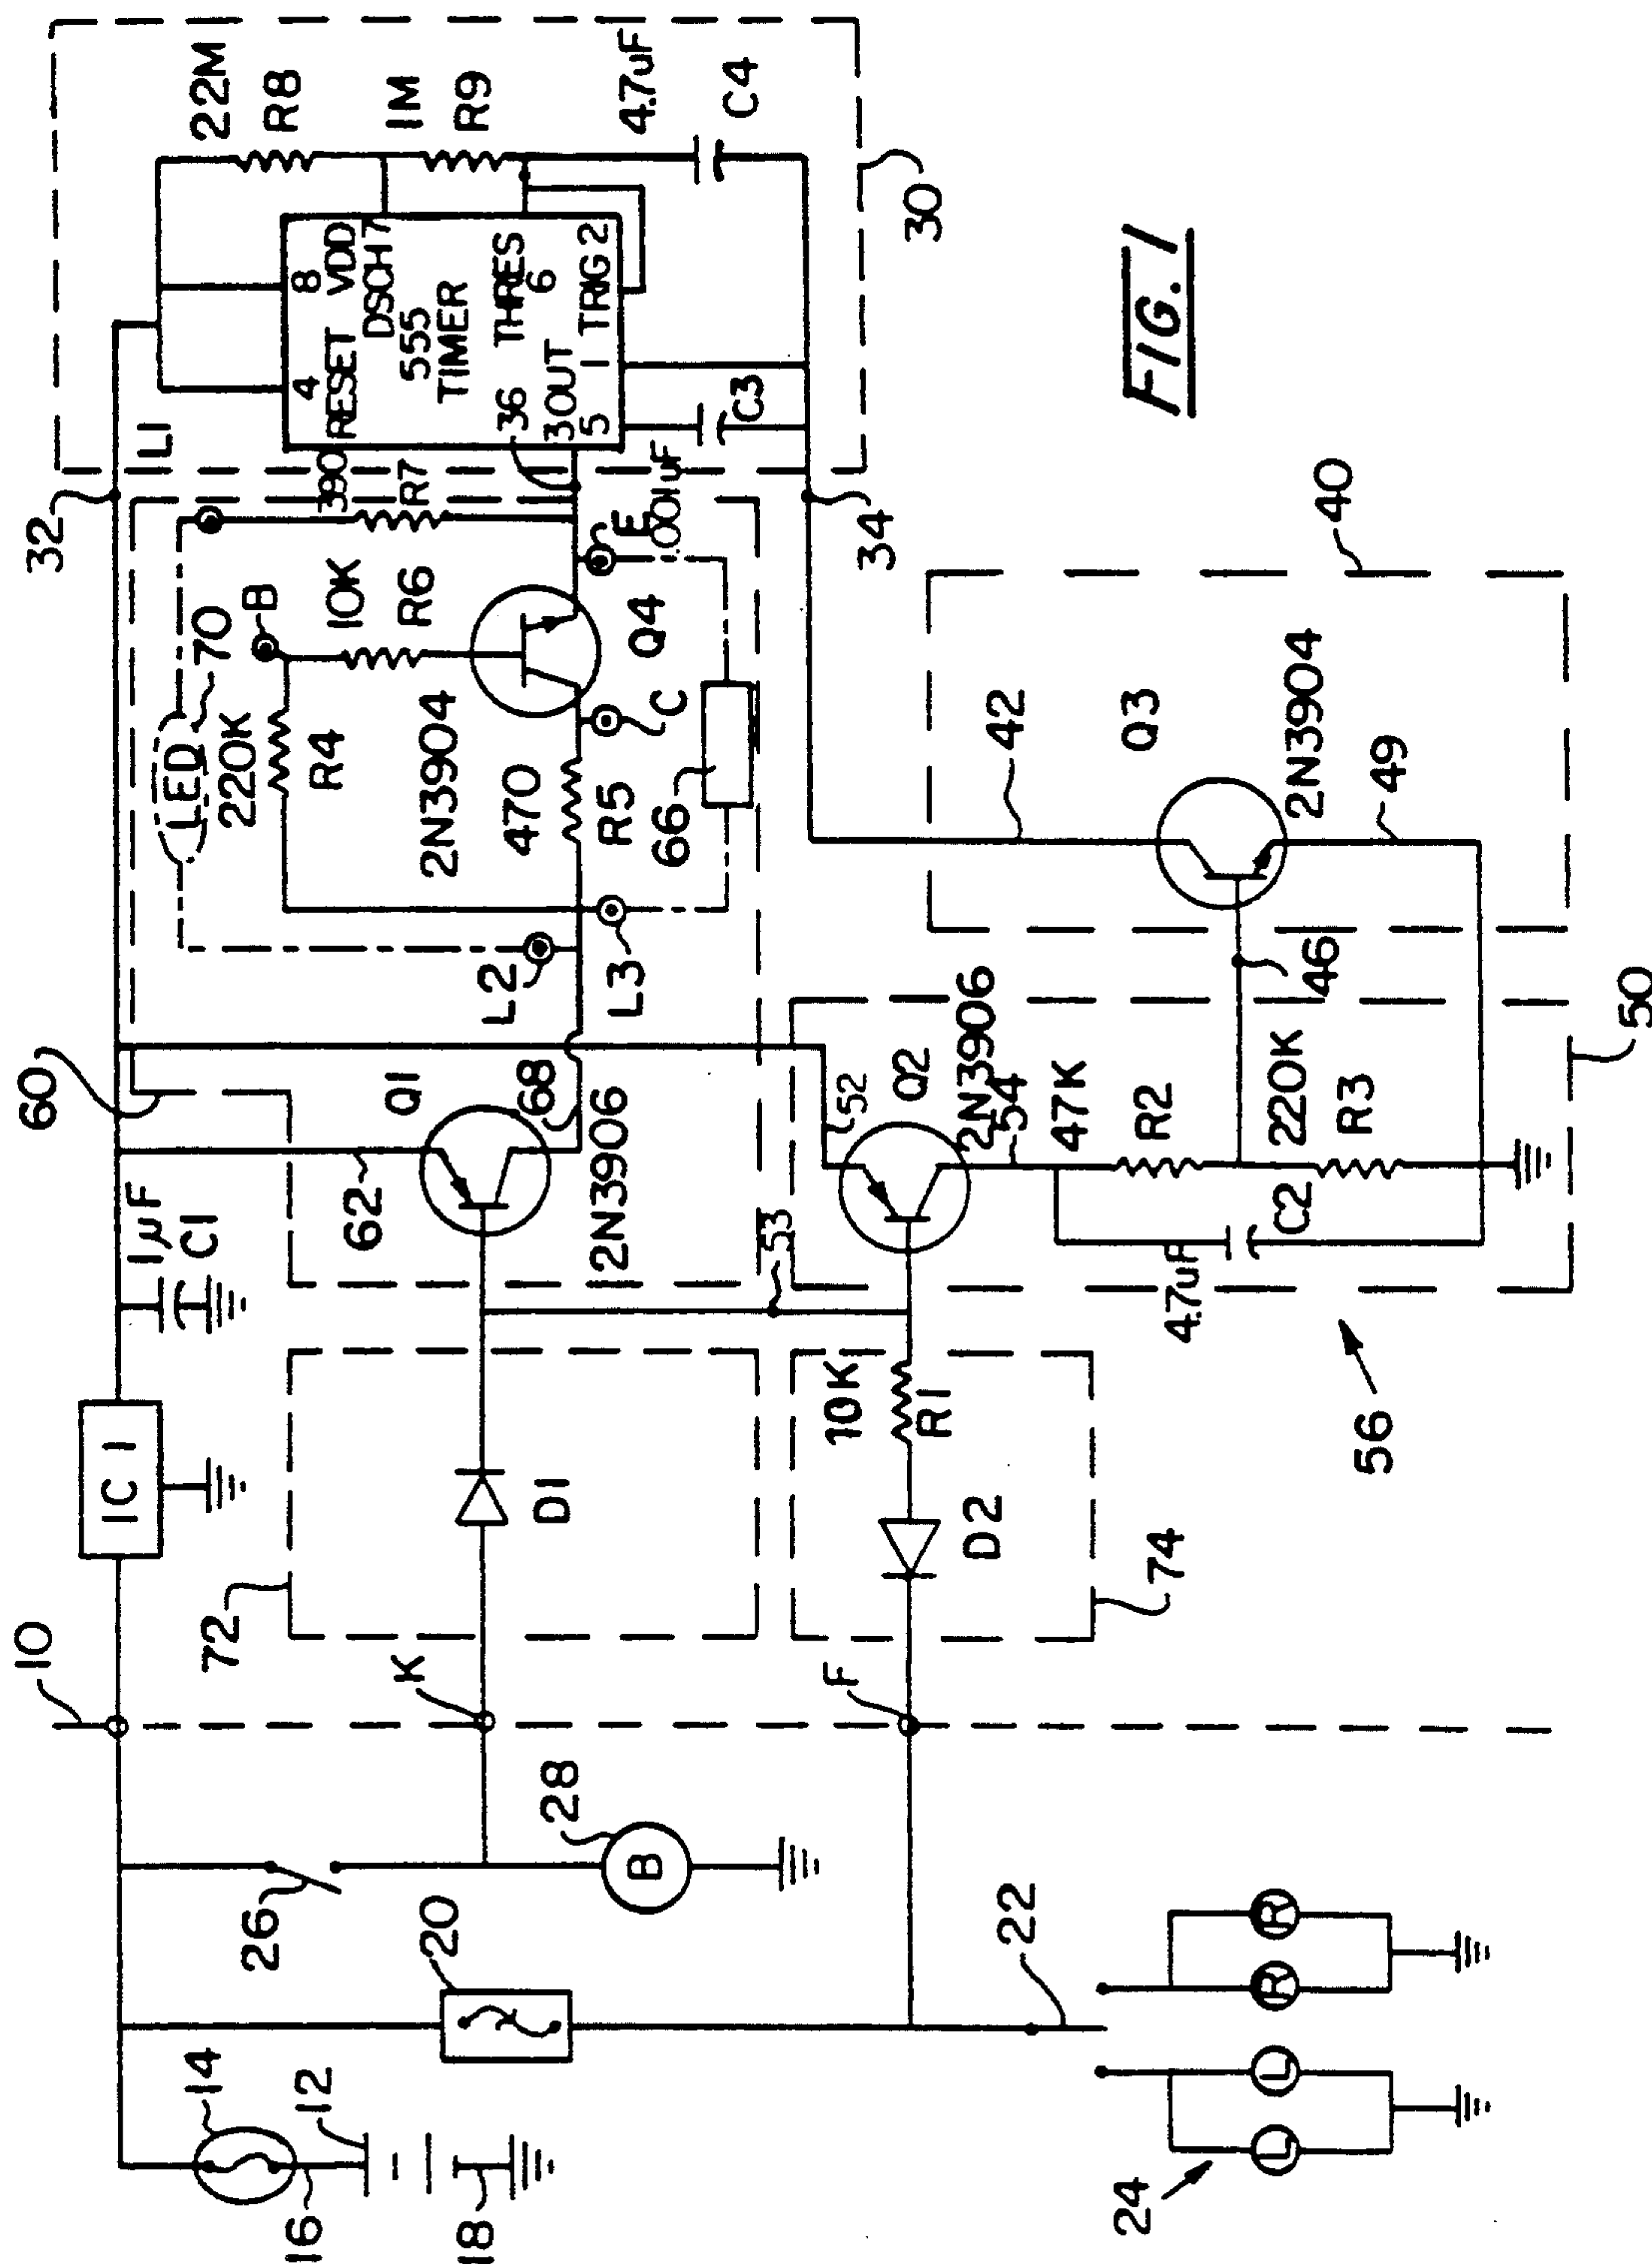 FIG. 1
10
12
14
16
18
20
22
24
26
28
B
L
L
R
R
K
F
72
74
D1
D2
10K
R1
IC 1
1µF
C1
60
62
Q1
68
2N3906
53
52
Q2
2N3906
54
47K
R2
220K
R3
C2
4.7uF
56
50
46
49
42
Q3
2N3904
40
L2
L3
LED
70
220K
R4
B
10K
R6
2N3904
470
R5
66
C
Q4
E
.001uF
390
R7
32
L1
34
36
4
RESET
8
VDD
DSCH 7
555
TIMER
THRES
6
3 OUT
5
1
TRIG 2
C3
22M
R8
1M
R9
4.7uF
C4
30